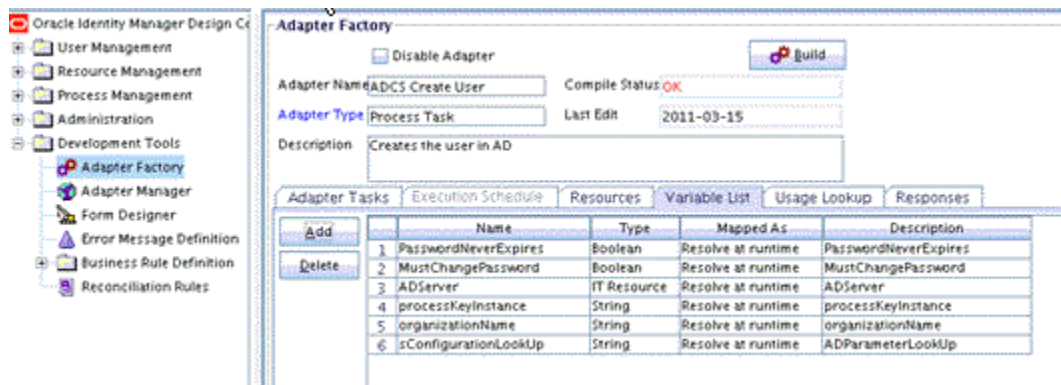 Oracle Identity Manager Design Co
User Management
Resource Management
Process Management
Administration
Development Tools
Adapter Factory
Adapter Manager
Form Designer
Error Message Definition
Business Rule Definition
Reconciliation Rules
Adapter Factory
Disable Adapter
Build
Adapter Name ADCS Create User Compile Status OK
Adapter Type Process Task Last Edit 2011-03-15
Description Creates the user in AD
Adapter Tasks Execution Schedule Resources Variable List Usage Lookup Responses
Add
Delete
Name Type Mapped As Description
1 PasswordNeverExpires Boolean Resolve at runtime PasswordNeverExpires
2 MustChangePassword Boolean Resolve at runtime MustChangePassword
3 ADServer IT Resource Resolve at runtime ADServer
4 processKeyInstance String Resolve at runtime processKeyInstance
5 organizationName String Resolve at runtime organizationName
6 sConfigurationLookUp String Resolve at runtime ADParameterLookUp